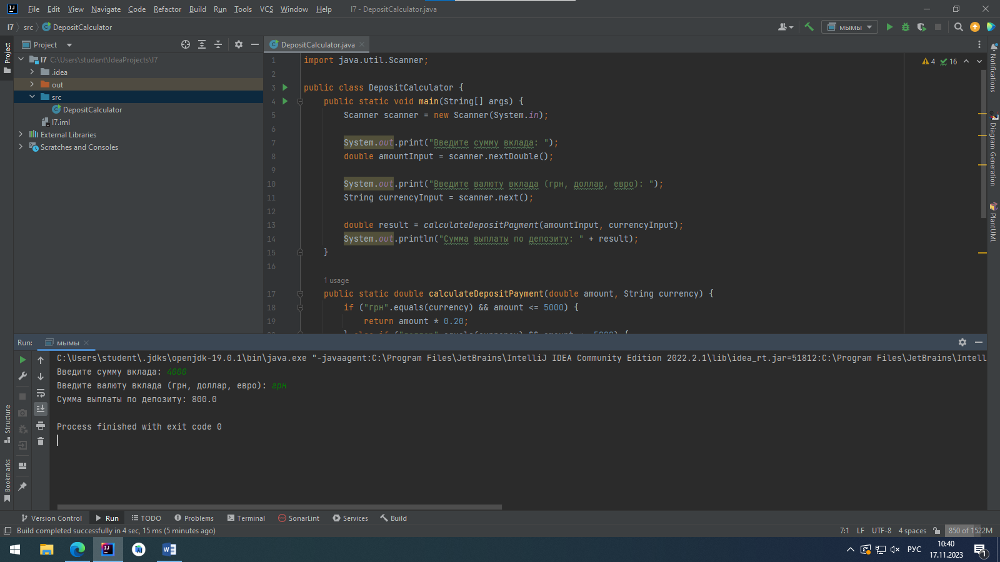 File Edit View Navigate Code Refactor Build Run Tools VCS Window Help l7 - DepositCalculator.java
l7 src DepositCalculator
мымы
Project
DepositCalculator.java
l7 C:\Users\student\IdeaProjects\l7
.idea
out
src
DepositCalculator
l7.iml
External Libraries
Scratches and Consoles
4 16
1 import java.util.Scanner;
2
3 public class DepositCalculator {
4 public static void main(String[] args) {
5 Scanner scanner = new Scanner(System.in);
6
7 System.out.print("Введите сумму вклада: ");
8 double amountInput = scanner.nextDouble();
9
10 System.out.print("Введите валюту вклада (грн, доллар, евро): ");
11 String currencyInput = scanner.next();
12
13 double result = calculateDepositPayment(amountInput, currencyInput);
14 System.out.println("Сумма выплаты по депозиту: " + result);
15 }
16
1 usage
17 public static double calculateDepositPayment(double amount, String currency) {
18 if ("грн".equals(currency) && amount <= 5000) {
19 return amount * 0.20;
Project
Structure
Bookmarks
Notifications
Diagram Generation
PlantUML
Run: мымы
C:\Users\student\.jdks\openjdk-19.0.1\bin\java.exe "-javaagent:C:\Program Files\JetBrains\IntelliJ IDEA Community Edition 2022.2.1\lib\idea_rt.jar=51812:C:\Program Files\JetBrains\Intell
Введите сумму вклада: 4000
Введите валюту вклада (грн, доллар, евро): грн
Сумма выплаты по депозиту: 800.0
Process finished with exit code 0
Version Control Run TODO Problems Terminal SonarLint Services Build
Build completed successfully in 4 sec, 15 ms (5 minutes ago)
7:1 LF UTF-8 4 spaces 850 of 1522M
РУС
10:40
17.11.2023
1